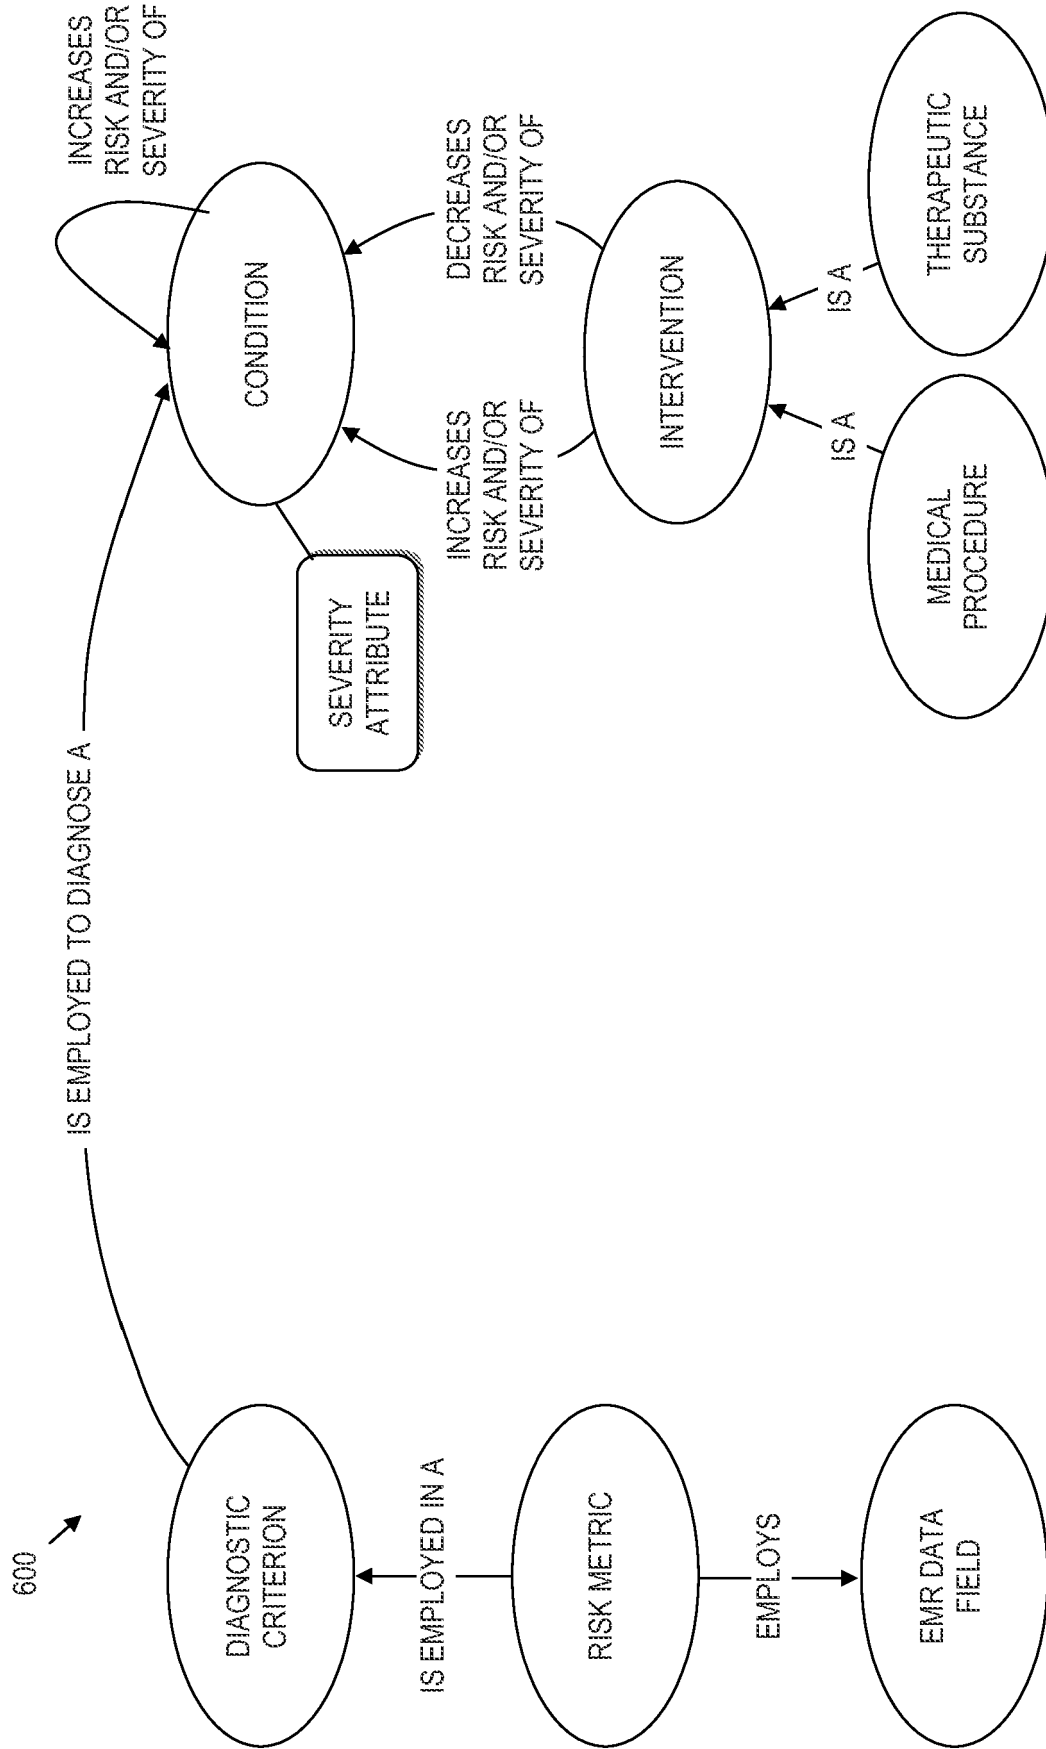 600
DIAGNOSTIC
CRITERION
IS EMPLOYED TO DIAGNOSE A
INCREASES
RISK AND/OR
SEVERITY OF
CONDITION
SEVERITY
ATTRIBUTE
IS EMPLOYED IN A
INCREASES
RISK AND/OR
SEVERITY OF
DECREASES
RISK AND/OR
SEVERITY OF
RISK METRIC
INTERVENTION
EMPLOYS
IS A
IS A
EMR DATA
FIELD
MEDICAL
PROCEDURE
THERAPEUTIC
SUBSTANCE